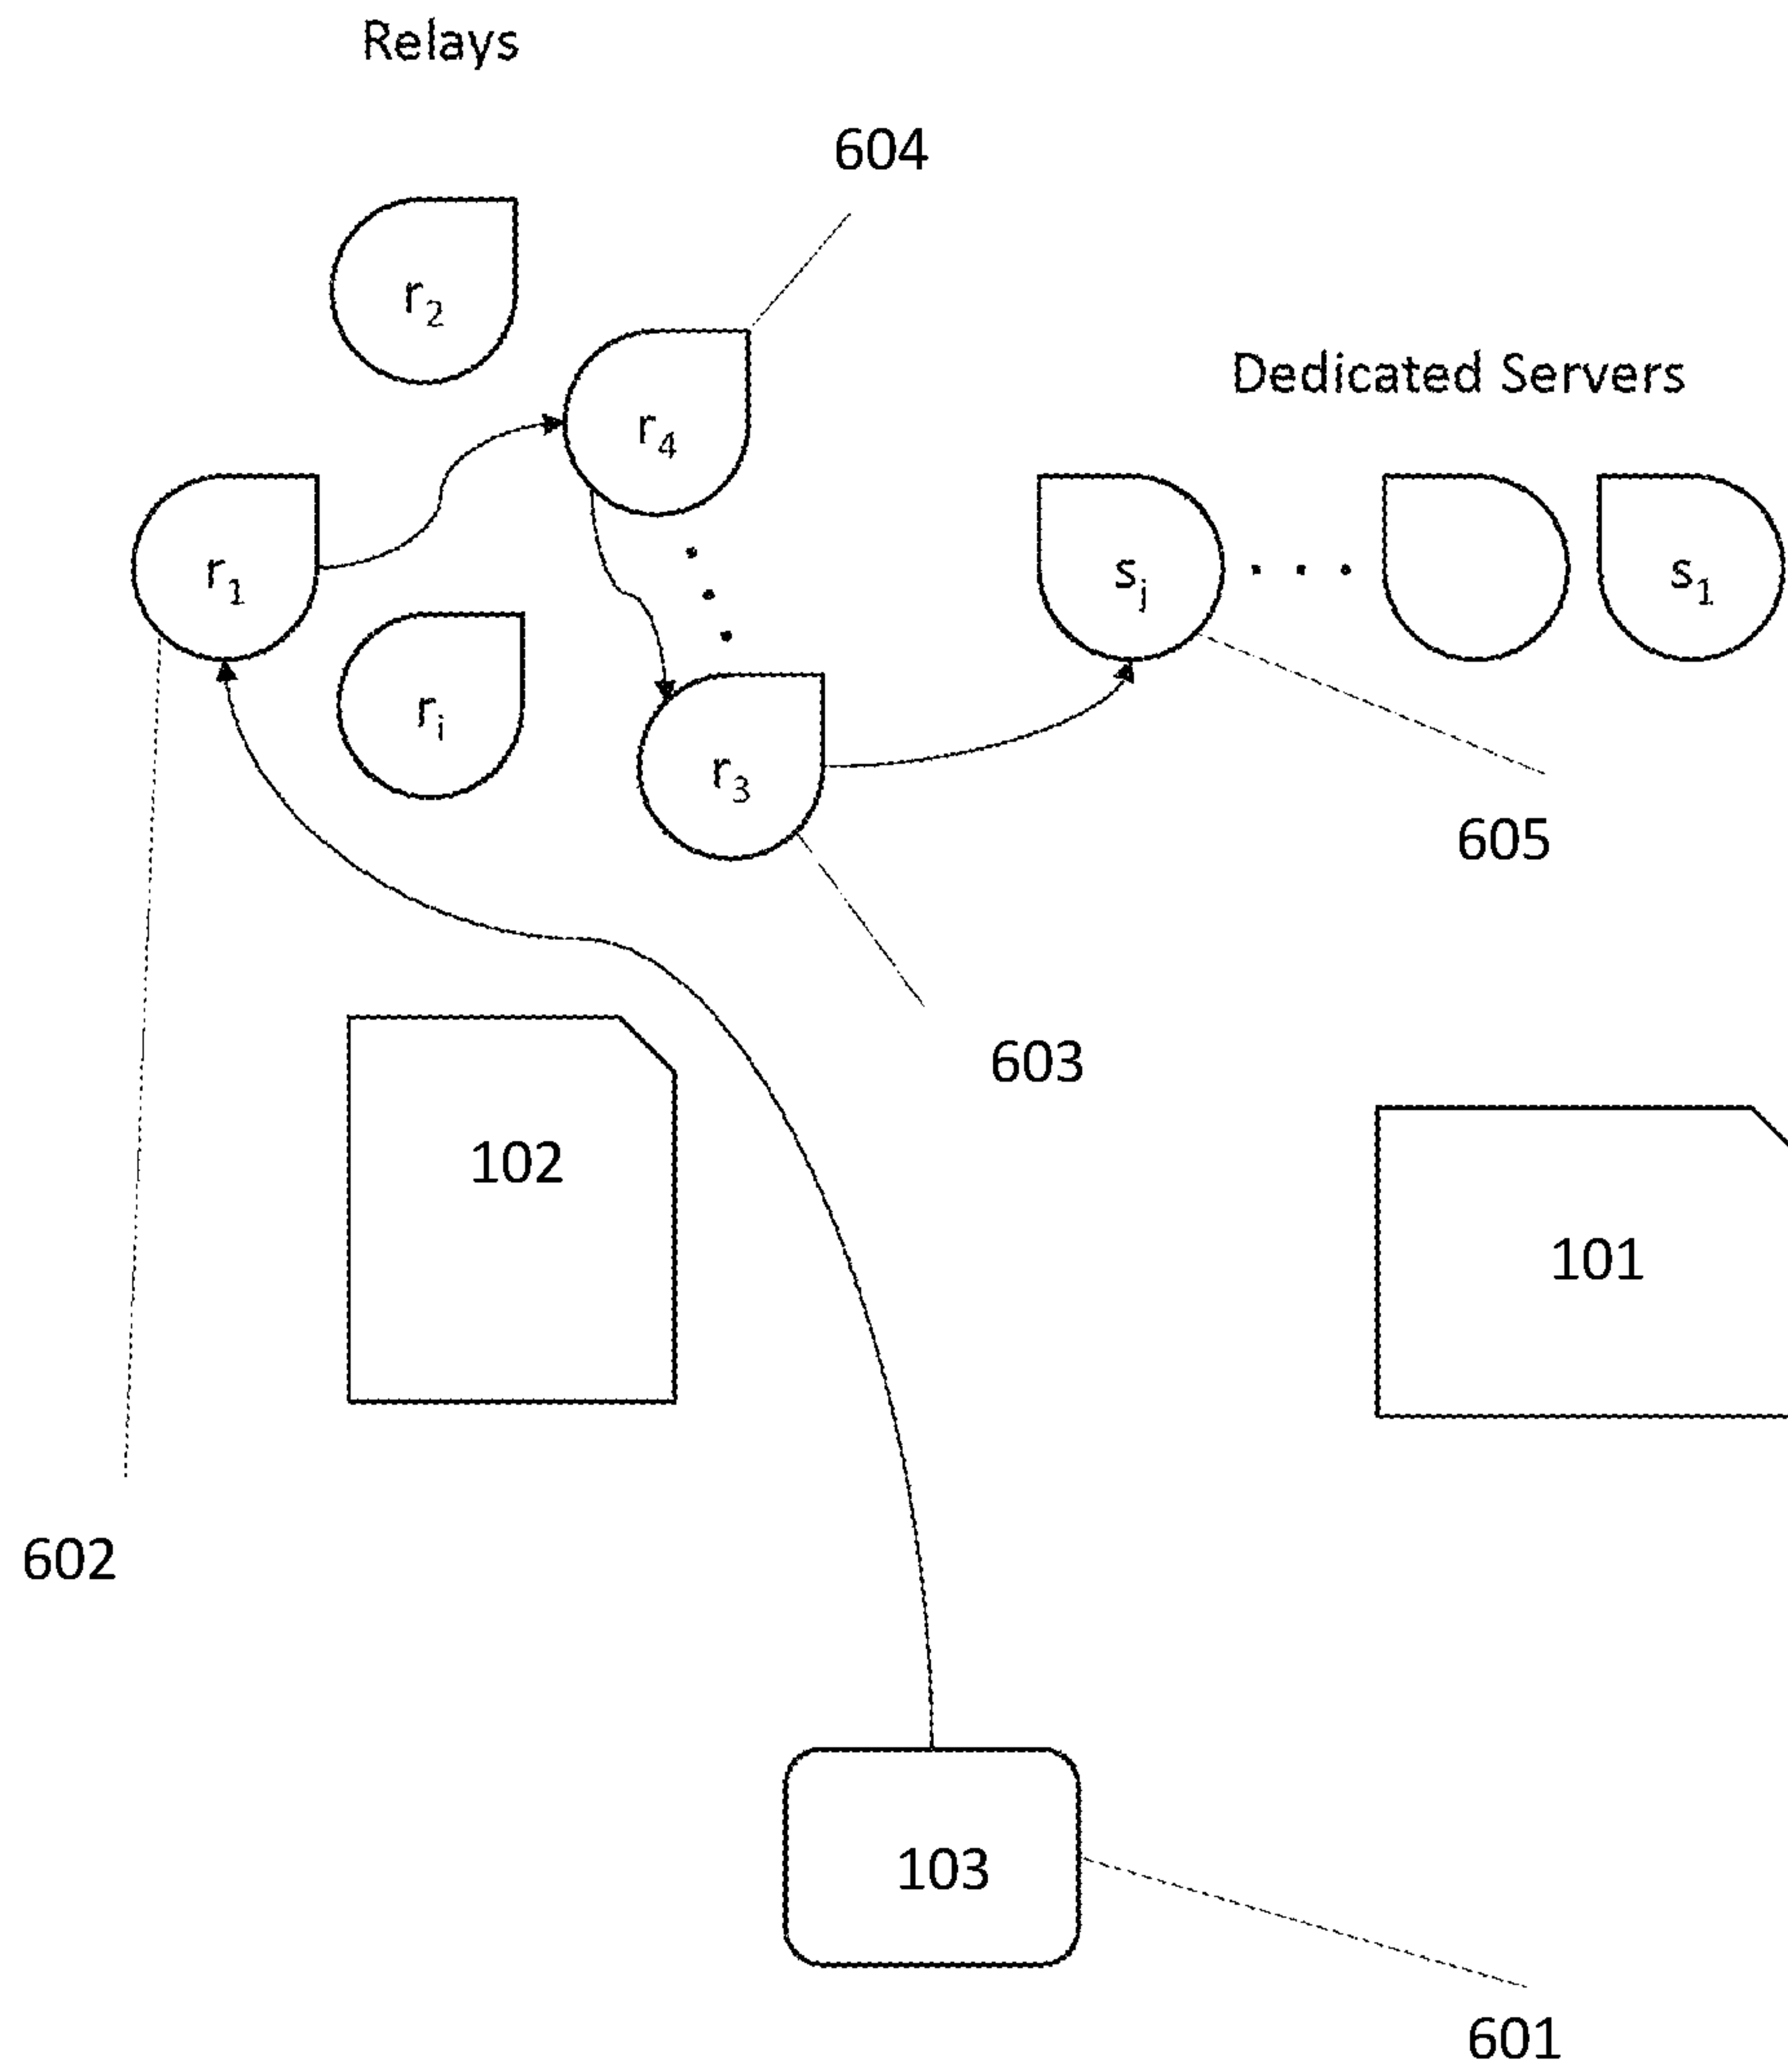 Relays
604
r₂
r₄
Dedicated Servers
r₁
sⱼ
s₁
rᵢ
r₃
605
603
102
101
602
103
601